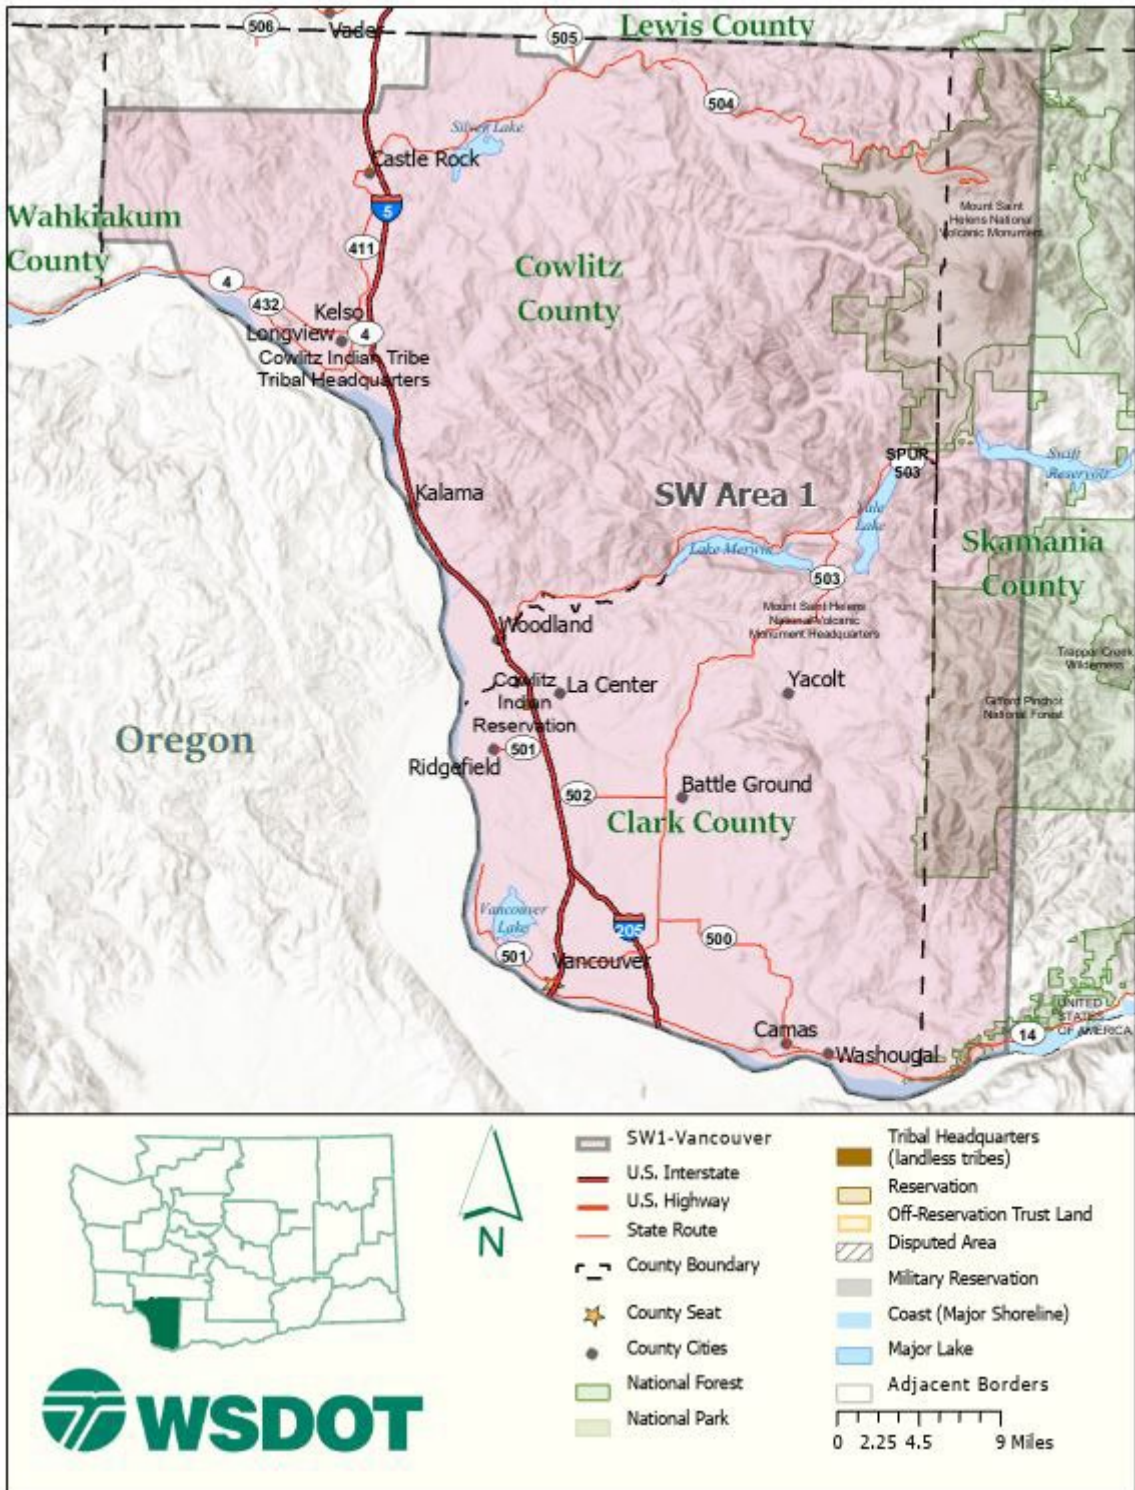 Lewis County
506
Vader
505
504
Silver Lake
Castle Rock
5
Mount Saint
Helens National
Volcanic Monument
Wahkiakum
County
411
Cowlitz
County
4
432
Kelso
Longview
4
Cowlitz Indian Tribe
Tribal Headquarters
SPUR
503
Swift
Reservoir
Kalama
SW Area 1
Yale
Lake
Lake Merwin
Skamania
County
503
Mount Saint Helens
National Volcanic
Monument Headquarters
Woodland
Trapper Creek
Wilderness
Cowlitz
Indian
Reservation
La Center
Yacolt
Gifford Pinchot
National Forest
Oregon
501
Ridgefield
502
Battle Ground
Clark County
Vancouver
Lake
205
500
501
Vancouver
UNITED
STATES
OF AMERICA
Camas
14
Washougal
N
SW1-Vancouver
U.S. Interstate
U.S. Highway
State Route
County Boundary
County Seat
County Cities
National Forest
National Park
Tribal Headquarters
(landless tribes)
Reservation
Off-Reservation Trust Land
Disputed Area
Military Reservation
Coast (Major Shoreline)
Major Lake
Adjacent Borders
0 2.25 4.5 9 Miles
WSDOT